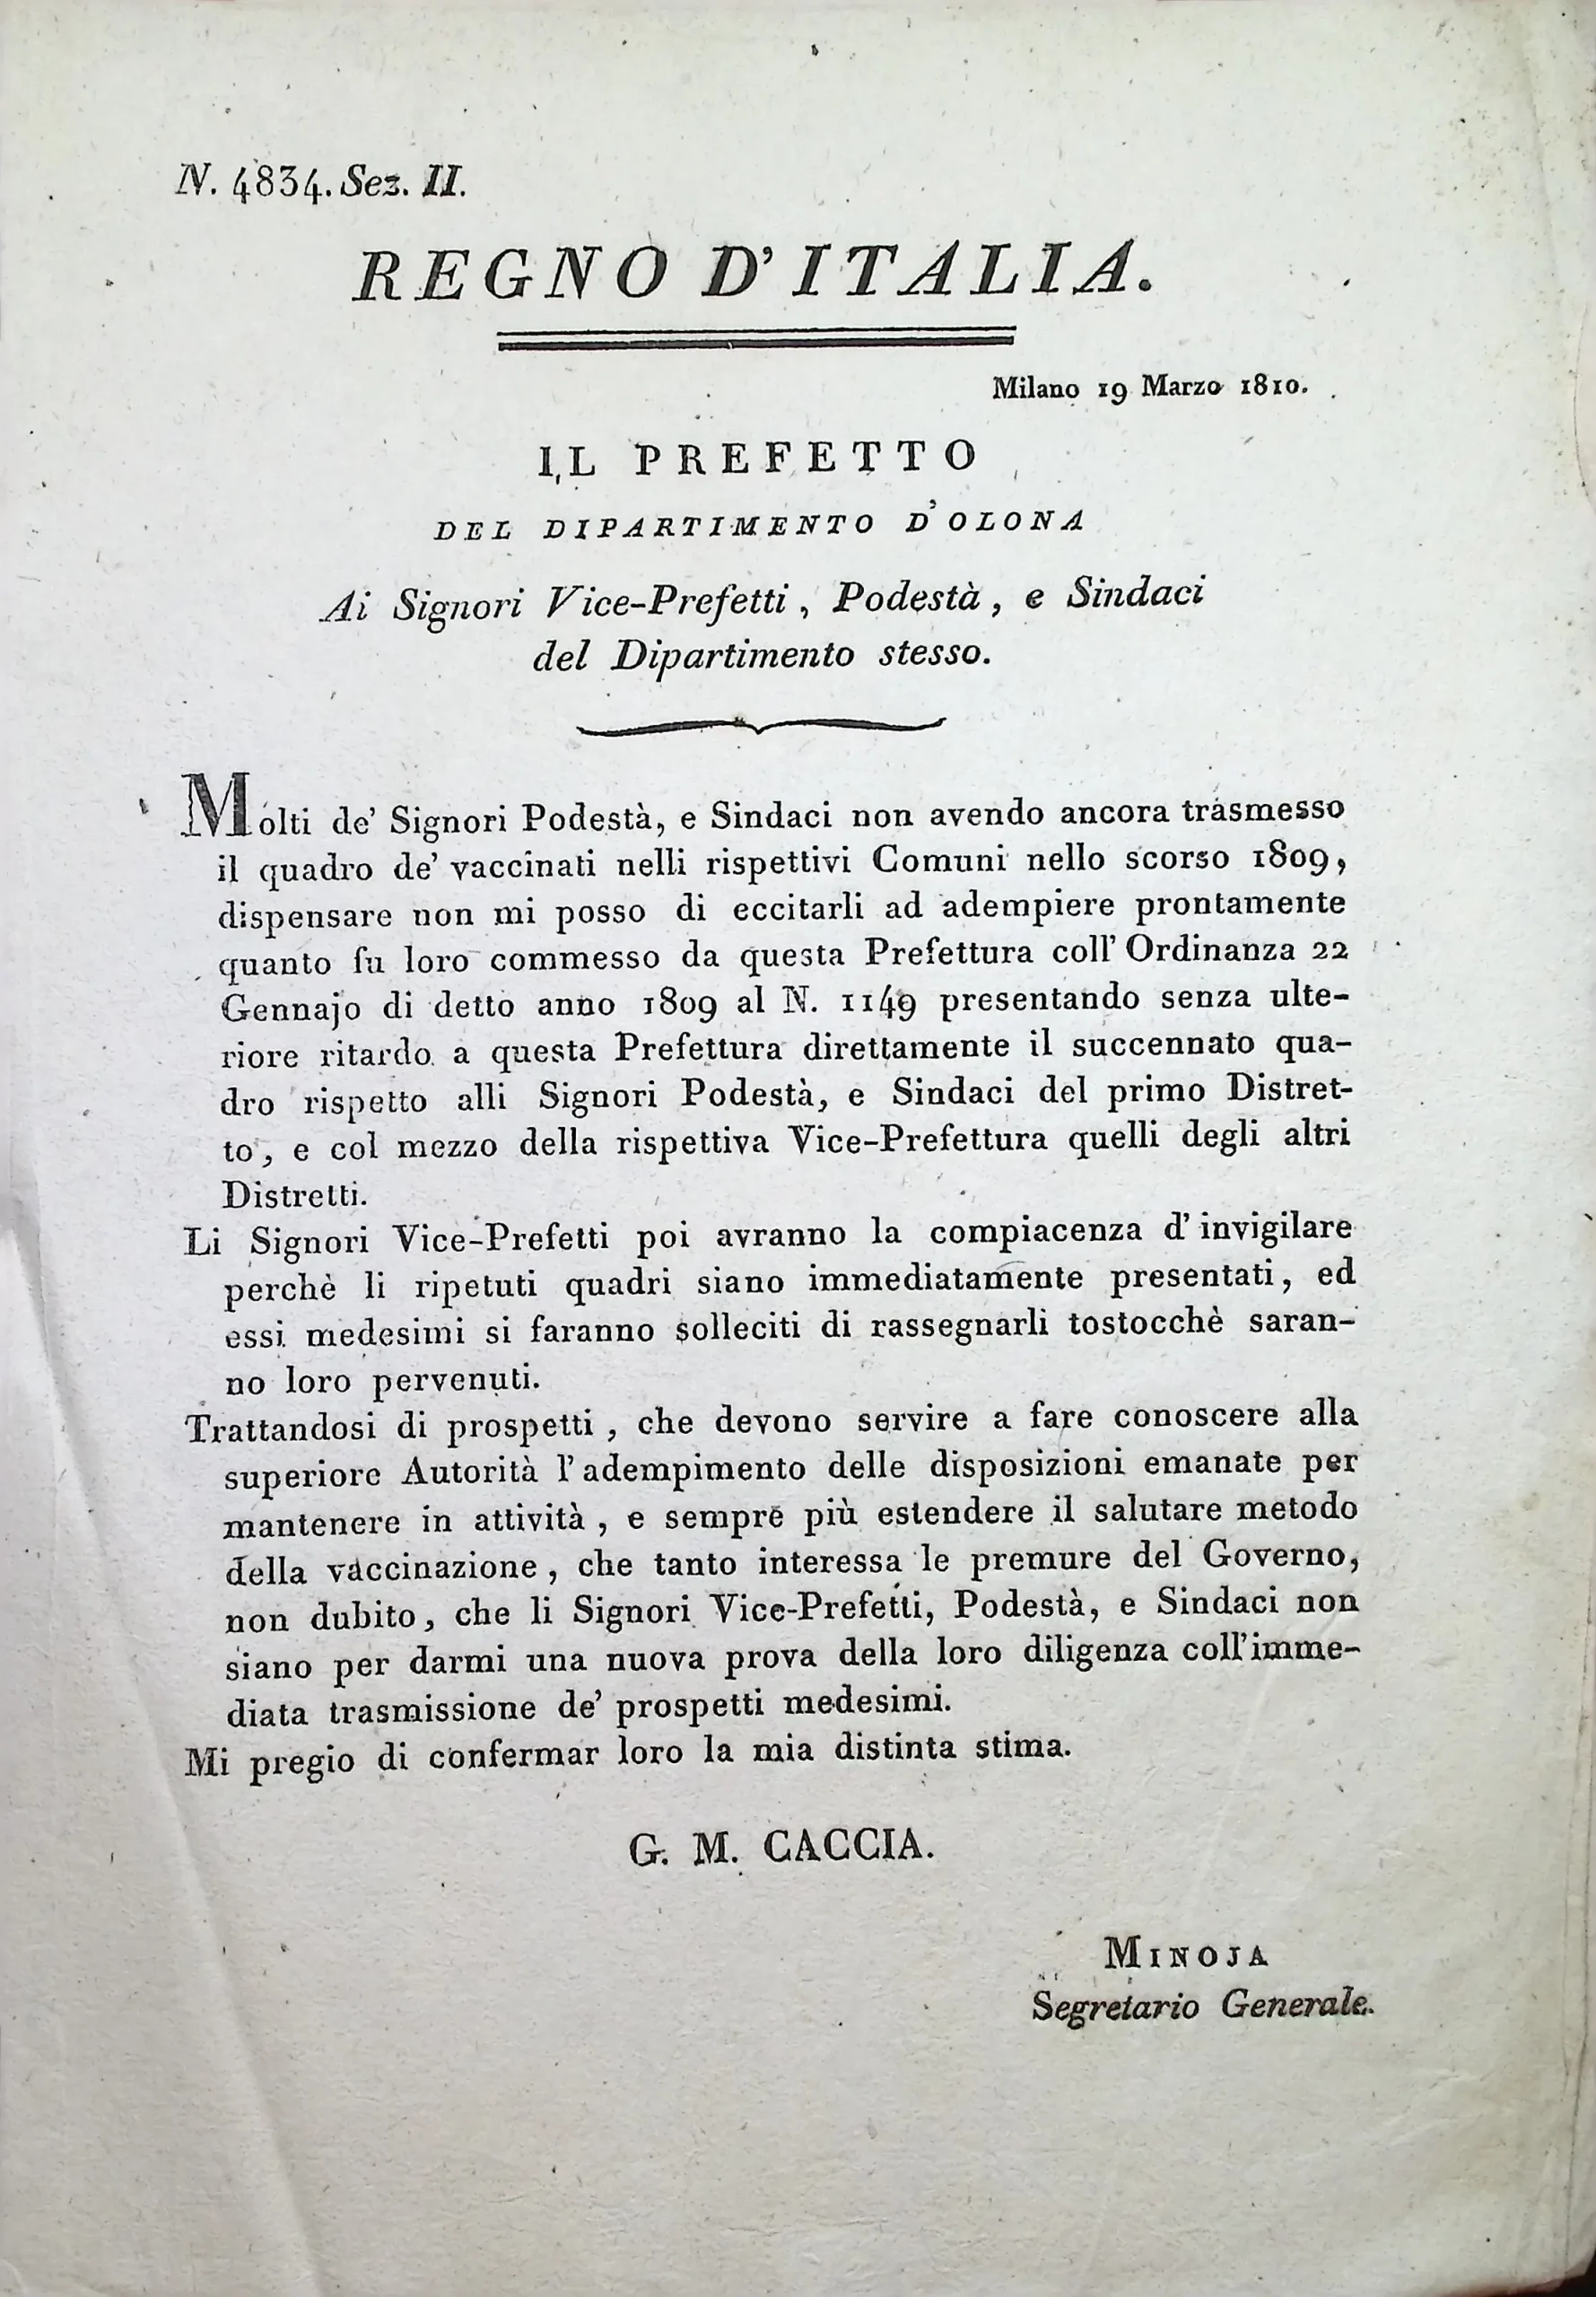 N. 4834. Sez. II.
REGNO D'ITALIA.
Milano 19 Marzo 1810.
IL PREFETTO
DEL DIPARTIMENTO D'OLONA
Ai Signori Vice-Prefetti, Podestà, e Sindaci
del Dipartimento stesso.
Molti de' Signori Podestà, e Sindaci non avendo ancora trasmesso
il quadro de' vaccinati nelli rispettivi Comuni nello scorso 1809,
dispensare non mi posso di eccitarli ad adempiere prontamente
quanto fu loro commesso da questa Prefettura coll' Ordinanza 22
Gennajo di detto anno 1809 al N. 1149 presentando senza ulte-
riore ritardo a questa Prefettura direttamente il succennato qua-
dro rispetto alli Signori Podestà, e Sindaci del primo Distret-
to, e col mezzo della rispettiva Vice-Prefettura quelli degli altri
Distretti.
Li Signori Vice-Prefetti poi avranno la compiacenza d' invigilare
perchè li ripetuti quadri siano immediatamente presentati, ed
essi medesimi si faranno solleciti di rassegnarli tostocchè saran-
no loro pervenuti.
Trattandosi di prospetti, che devono servire a fare conoscere alla
superiore Autorità l' adempimento delle disposizioni emanate per
mantenere in attività, e sempre più estendere il salutare metodo
della vaccinazione, che tanto interessa le premure del Governo,
non dubito, che li Signori Vice-Prefetti, Podestà, e Sindaci non
siano per darmi una nuova prova della loro diligenza coll' imme-
diata trasmissione de' prospetti medesimi.
Mi pregio di confermar loro la mia distinta stima.
G. M. CACCIA.
MINOJA
Segretario Generale.